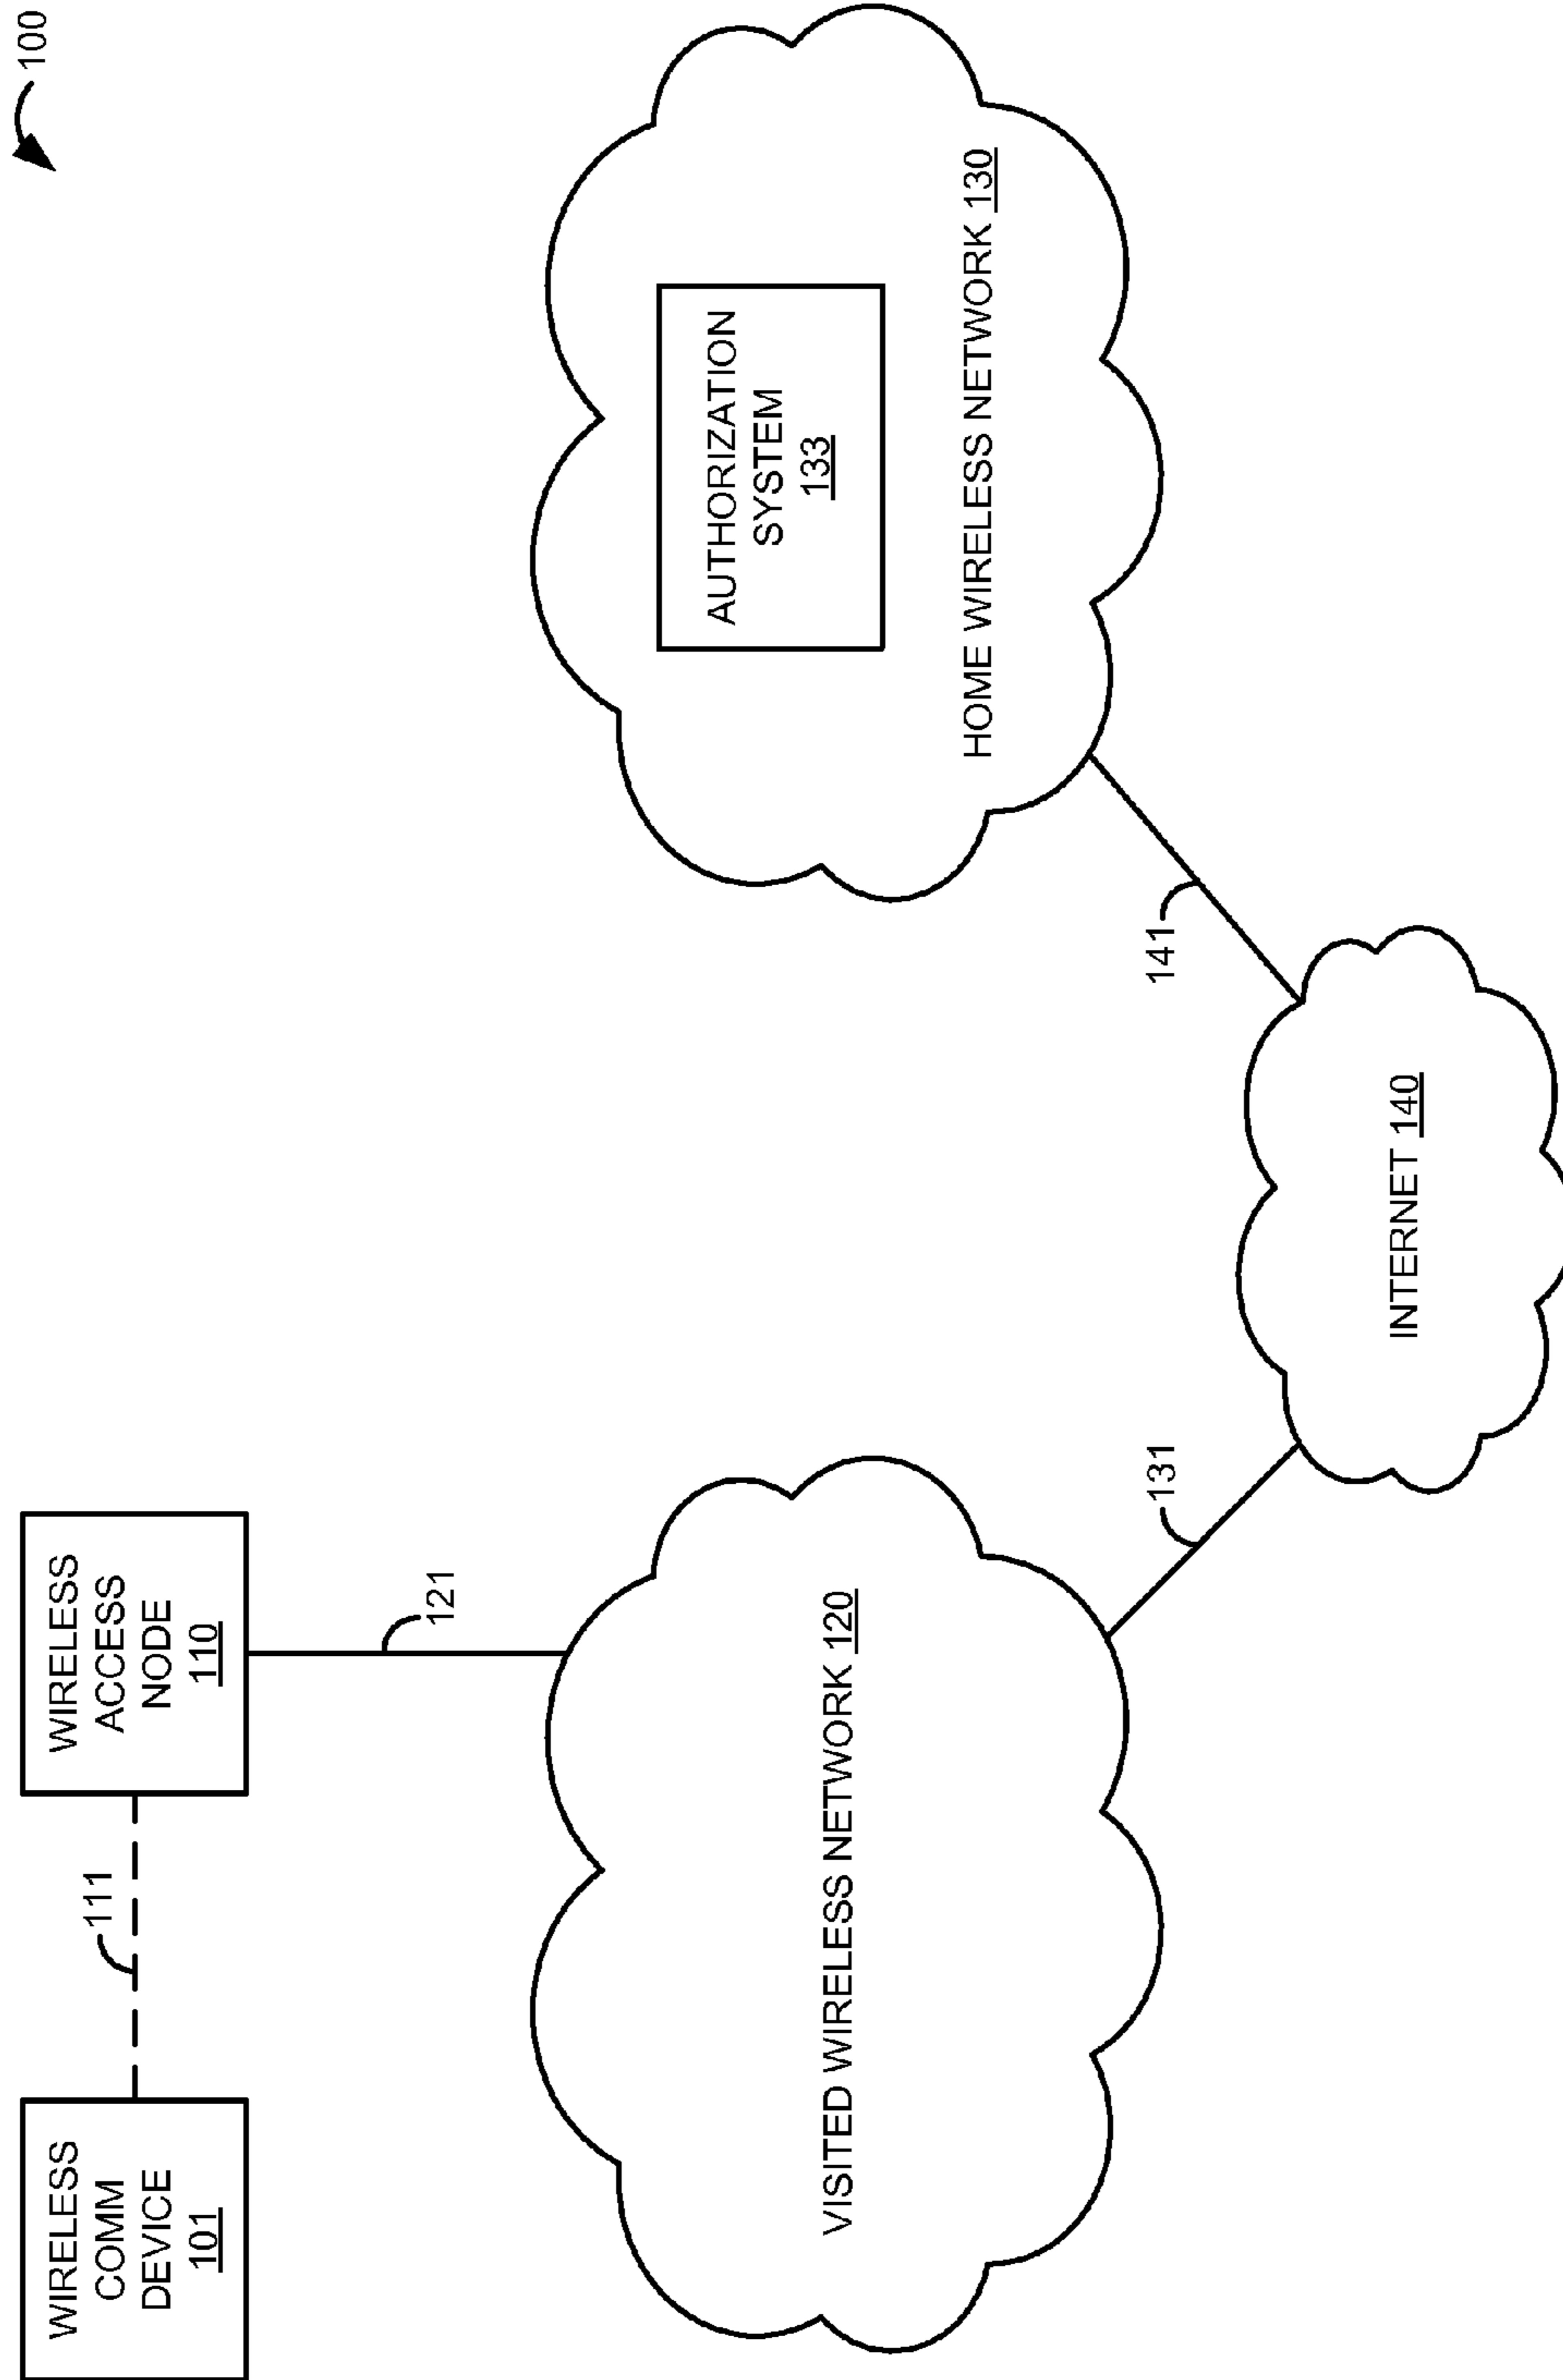 100
WIRELESS
COMM
DEVICE
101
111
WIRELESS
ACCESS
NODE
110
121
VISITED WIRELESS NETWORK 120
AUTHORIZATION
SYSTEM
133
HOME WIRELESS NETWORK 130
131
141
INTERNET 140